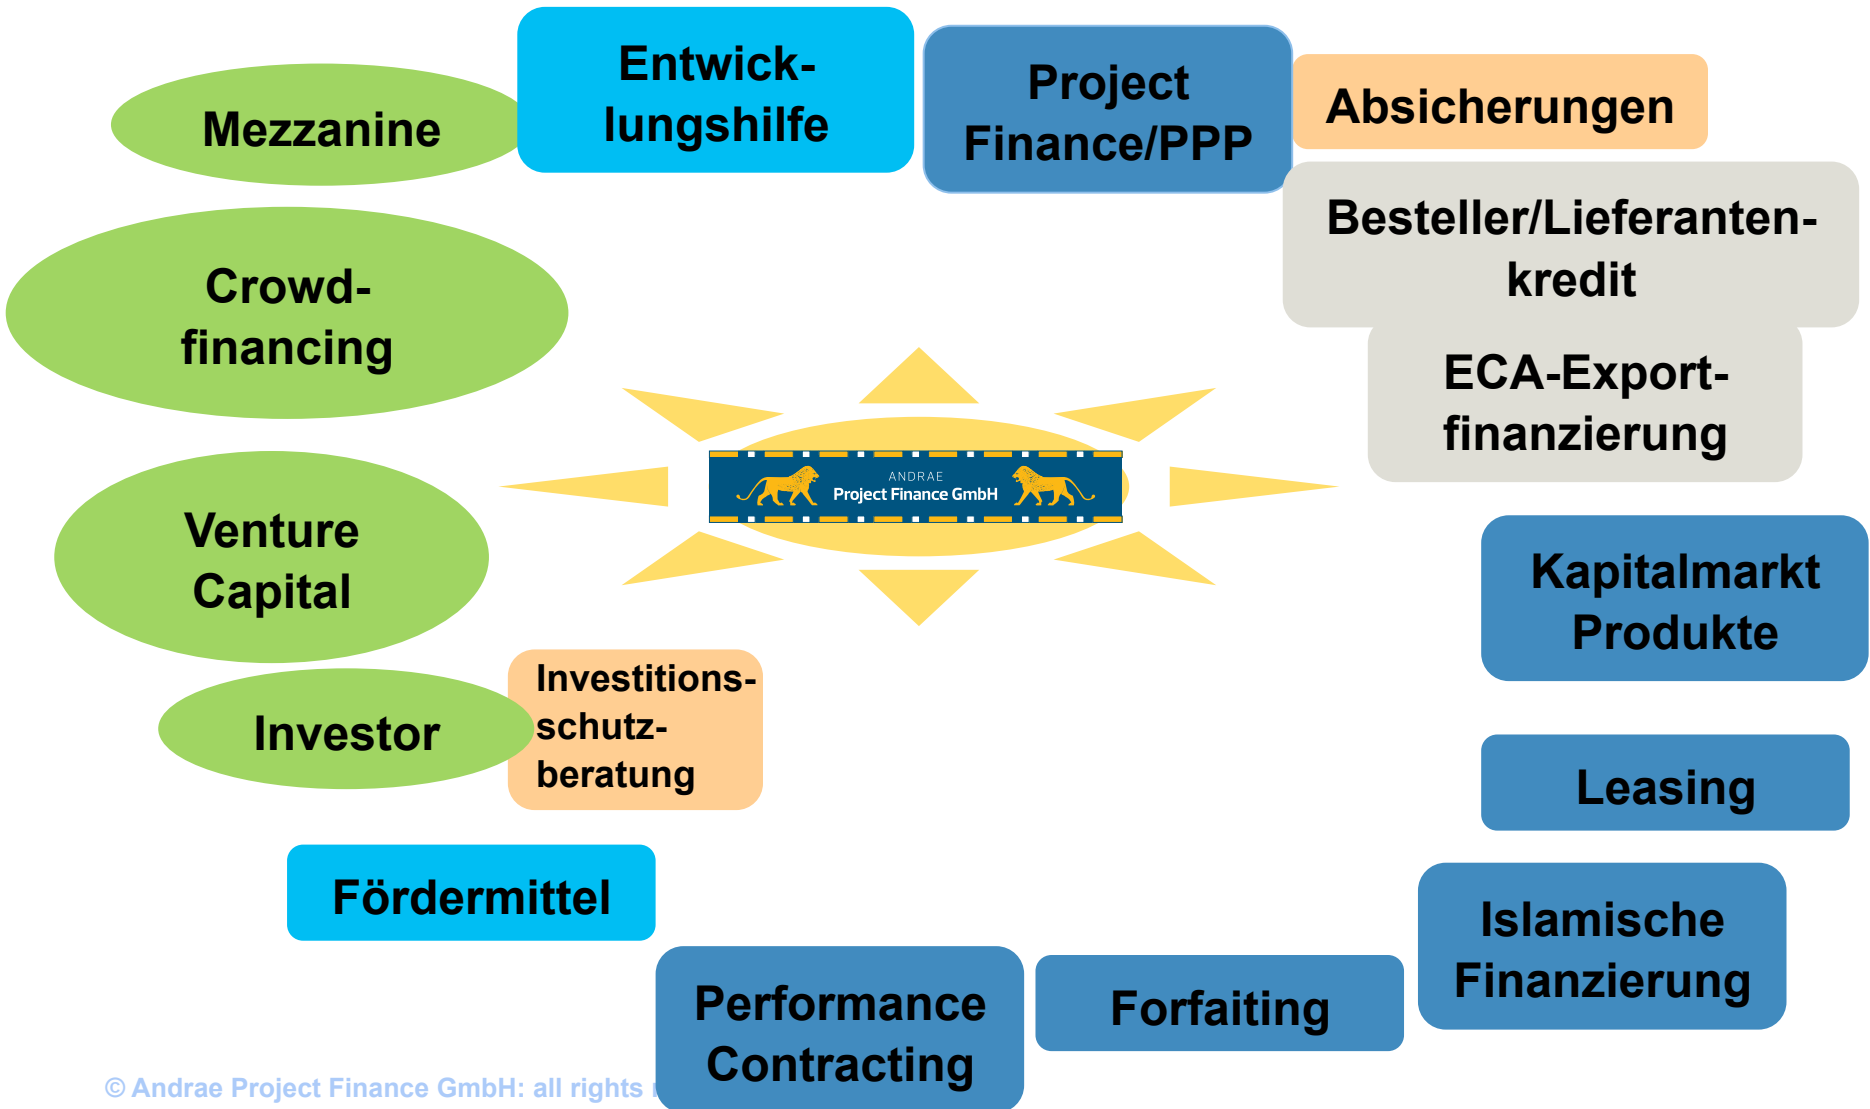 Entwick-
lungshilfe
Project
Finance/PPP
Absicherungen
Mezzanine
Besteller/Lieferanten-
kredit
Crowd-
financing
ECA-Export-
finanzierung
ANDRAE
Project Finance GmbH
Venture
Capital
Kapitalmarkt
Produkte
Investor
Investitions-
schutz-
beratung
Leasing
Fördermittel
Islamische
Finanzierung
Performance
Contracting
Forfaiting
© Andrae Project Finance GmbH: all rights